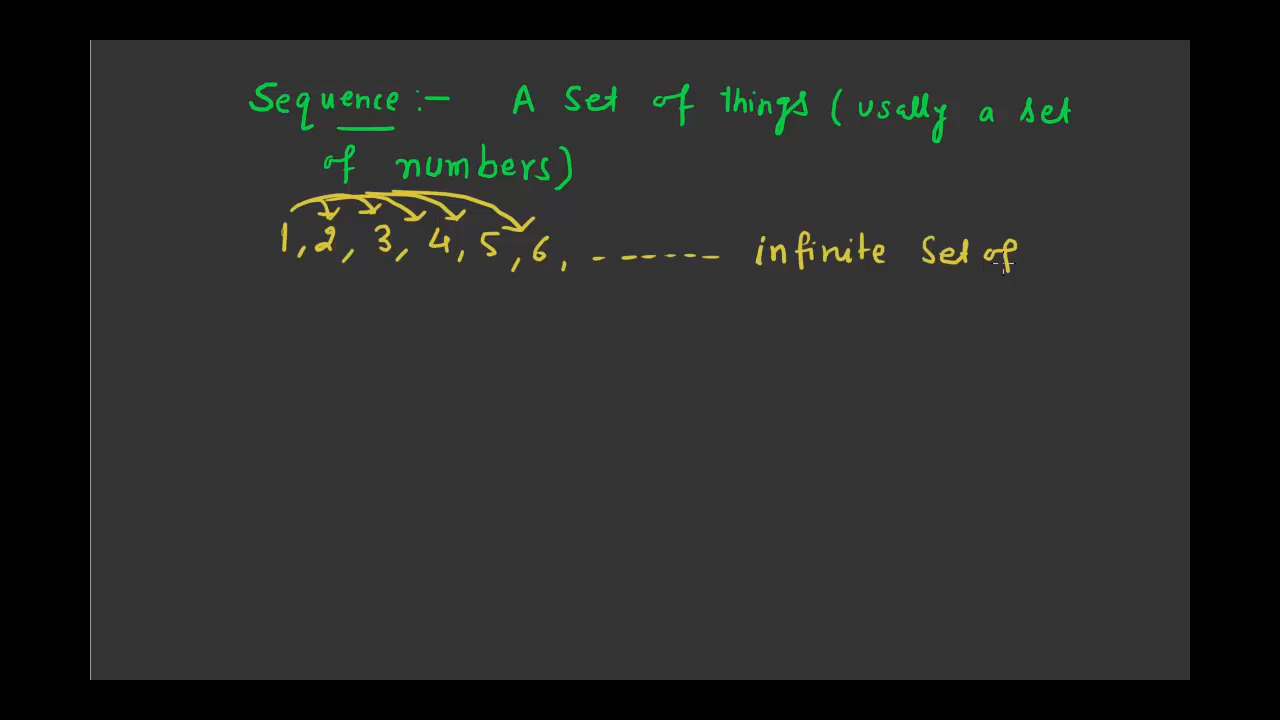 Sequence :- A set of things (usally a set
of numbers)
1, 2, 3, 4, 5, 6, ------- infinite set of